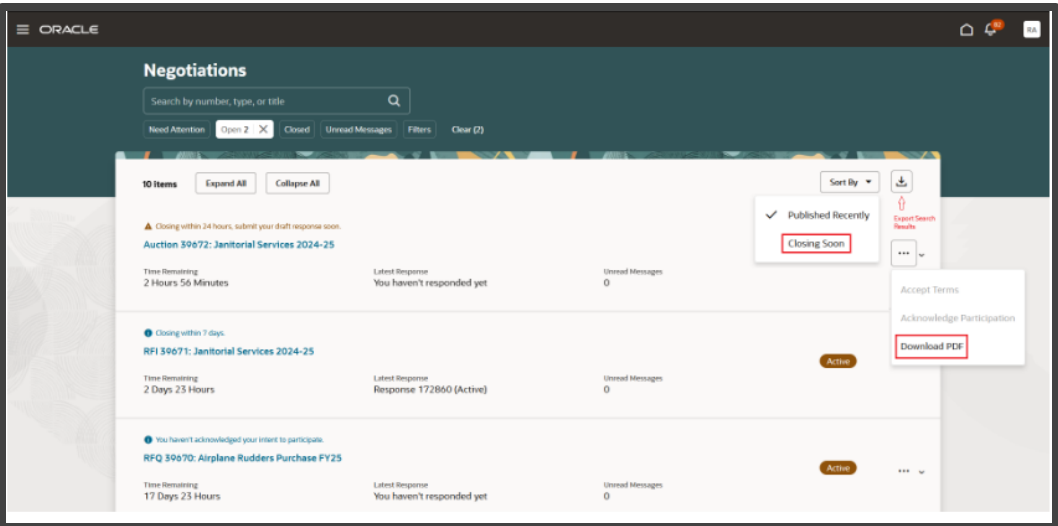 ORACLE
82
RA
Negotiations
Search by number, type, or title
Need Attention Open 2 Closed Unread Messages Filters Clear (2)
10 Items Expand All Collapse All Sort By
Published Recently
Closing Soon
Export Search
Results
Closing within 24 hours, submit your draft response soon.
Auction 39672: Janitorial Services 2024-25
Time Remaining Latest Response Unread Messages
2 Hours 56 Minutes You haven't responded yet 0
Accept Terms
Acknowledge Participation
Download PDF
Closing within 7 days.
RFI 39671: Janitorial Services 2024-25
Active
Time Remaining Latest Response Unread Messages
2 Days 23 Hours Response 172860 (Active) 0
You haven't acknowledged your intent to participate.
RFQ 39670: Airplane Rudders Purchase FY25
Active
Time Remaining Latest Response Unread Messages
17 Days 23 Hours You haven't responded yet 0